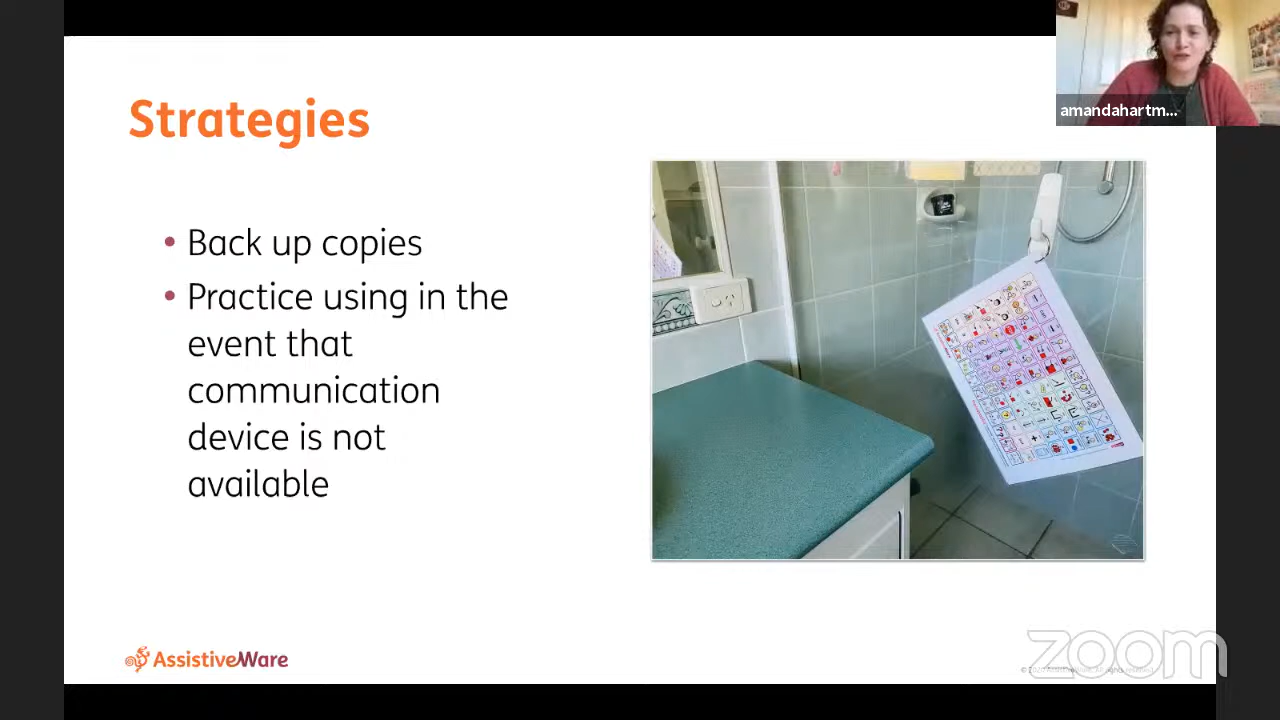 Strategies
amandahartm...
• Back up copies
• Practice using in the
event that
communication
device is not
available
AssistiveWare
zoom